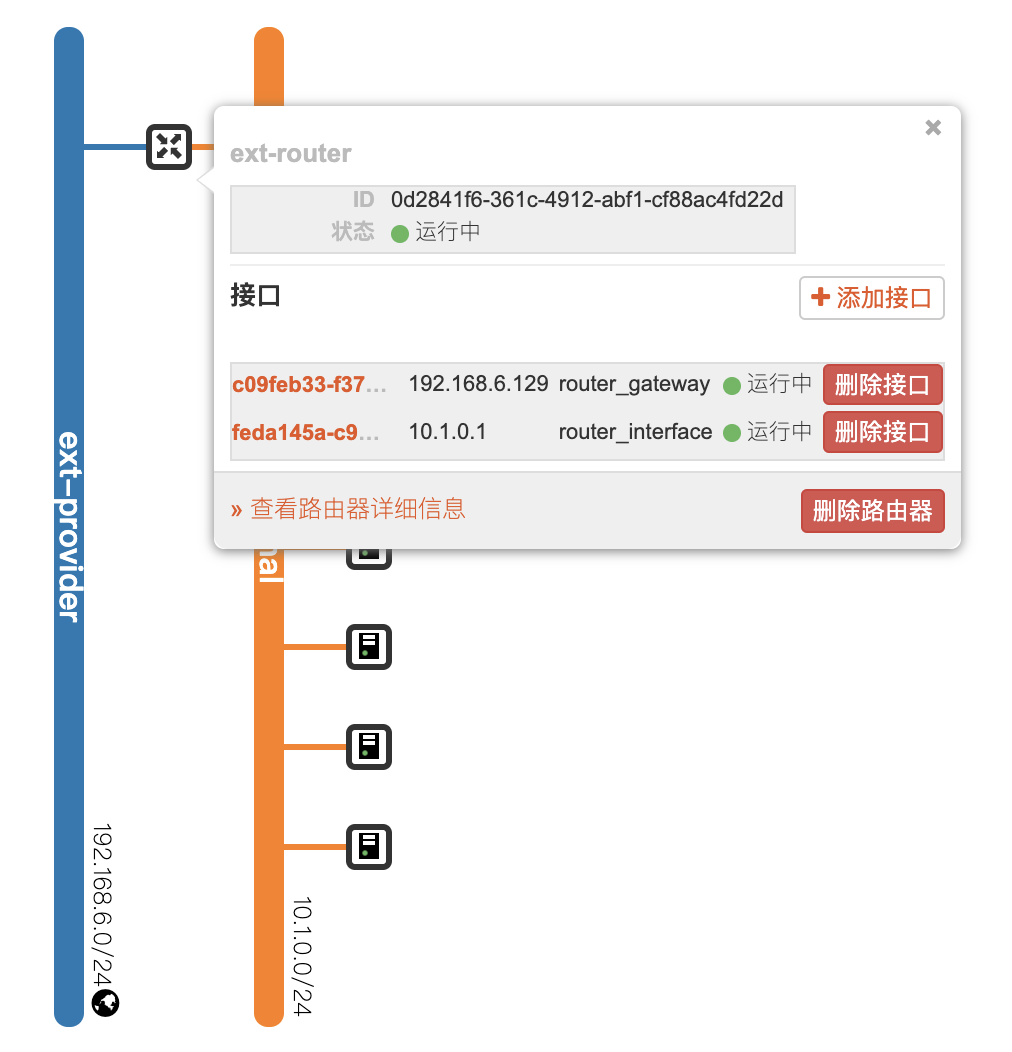 ext-router
ID 0d2841f6-361c-4912-abf1-cf88ac4fd22d
状态 运行中
接口
添加接口
c09feb33-f37... 192.168.6.129 router_gateway 运行中 删除接口
feda145a-c9... 10.1.0.1 router_interface 运行中 删除接口
» 查看路由器详细信息
删除路由器
ext-provider
nal
192.168.6.0/24
10.1.0.0/24